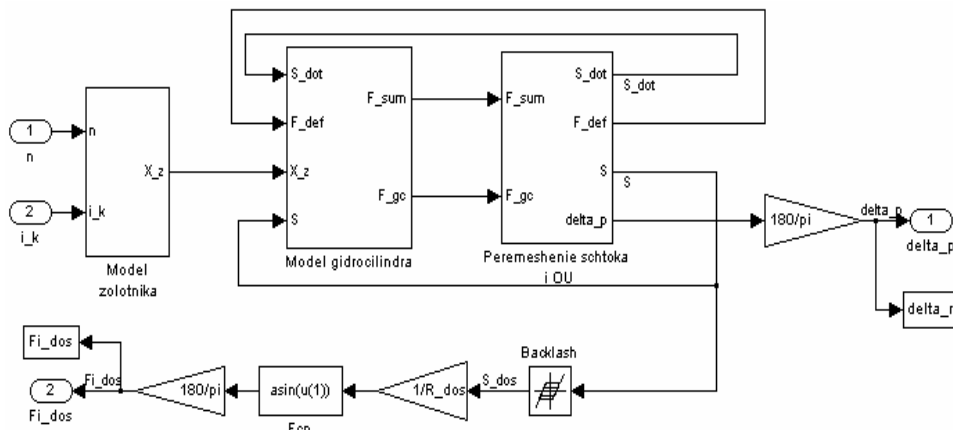 S_dot
F_def
X_z
S
F_sum
F_gc
Model gidrocilindra
F_sum
F_gc
S_dot
F_def
S
delta_p
Peremeshenie schtoka
i OU
S_dot
S
1
n
2
i_k
n
i_k
X_z
Model
zolotnika
180/pi
delta_p
1
delta_p
Fi_dos
Fi_dos
2
Fi_dos
180/pi
asin(u(1))
1/R_dos
S_dos
Backlash